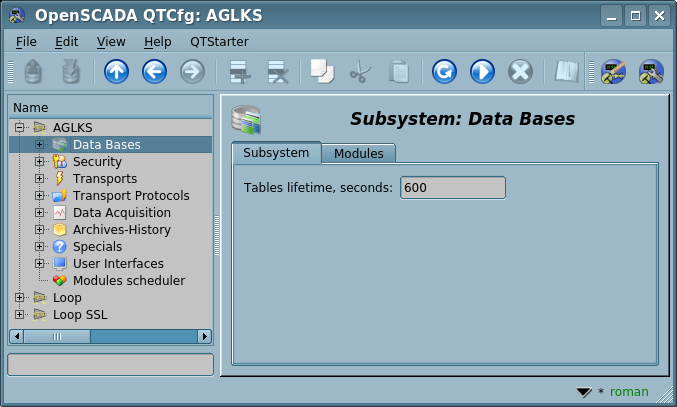 OpenSCADA QTCfg: AGLKS
File Edit View Help QTStarter
Name
AGLKS
Data Bases
Security
Transports
Transport Protocols
Data Acquisition
Archives-History
Specials
User Interfaces
Modules scheduler
Loop
Loop SSL
Subsystem: Data Bases
Subsystem Modules
Tables lifetime, seconds: 600
* roman